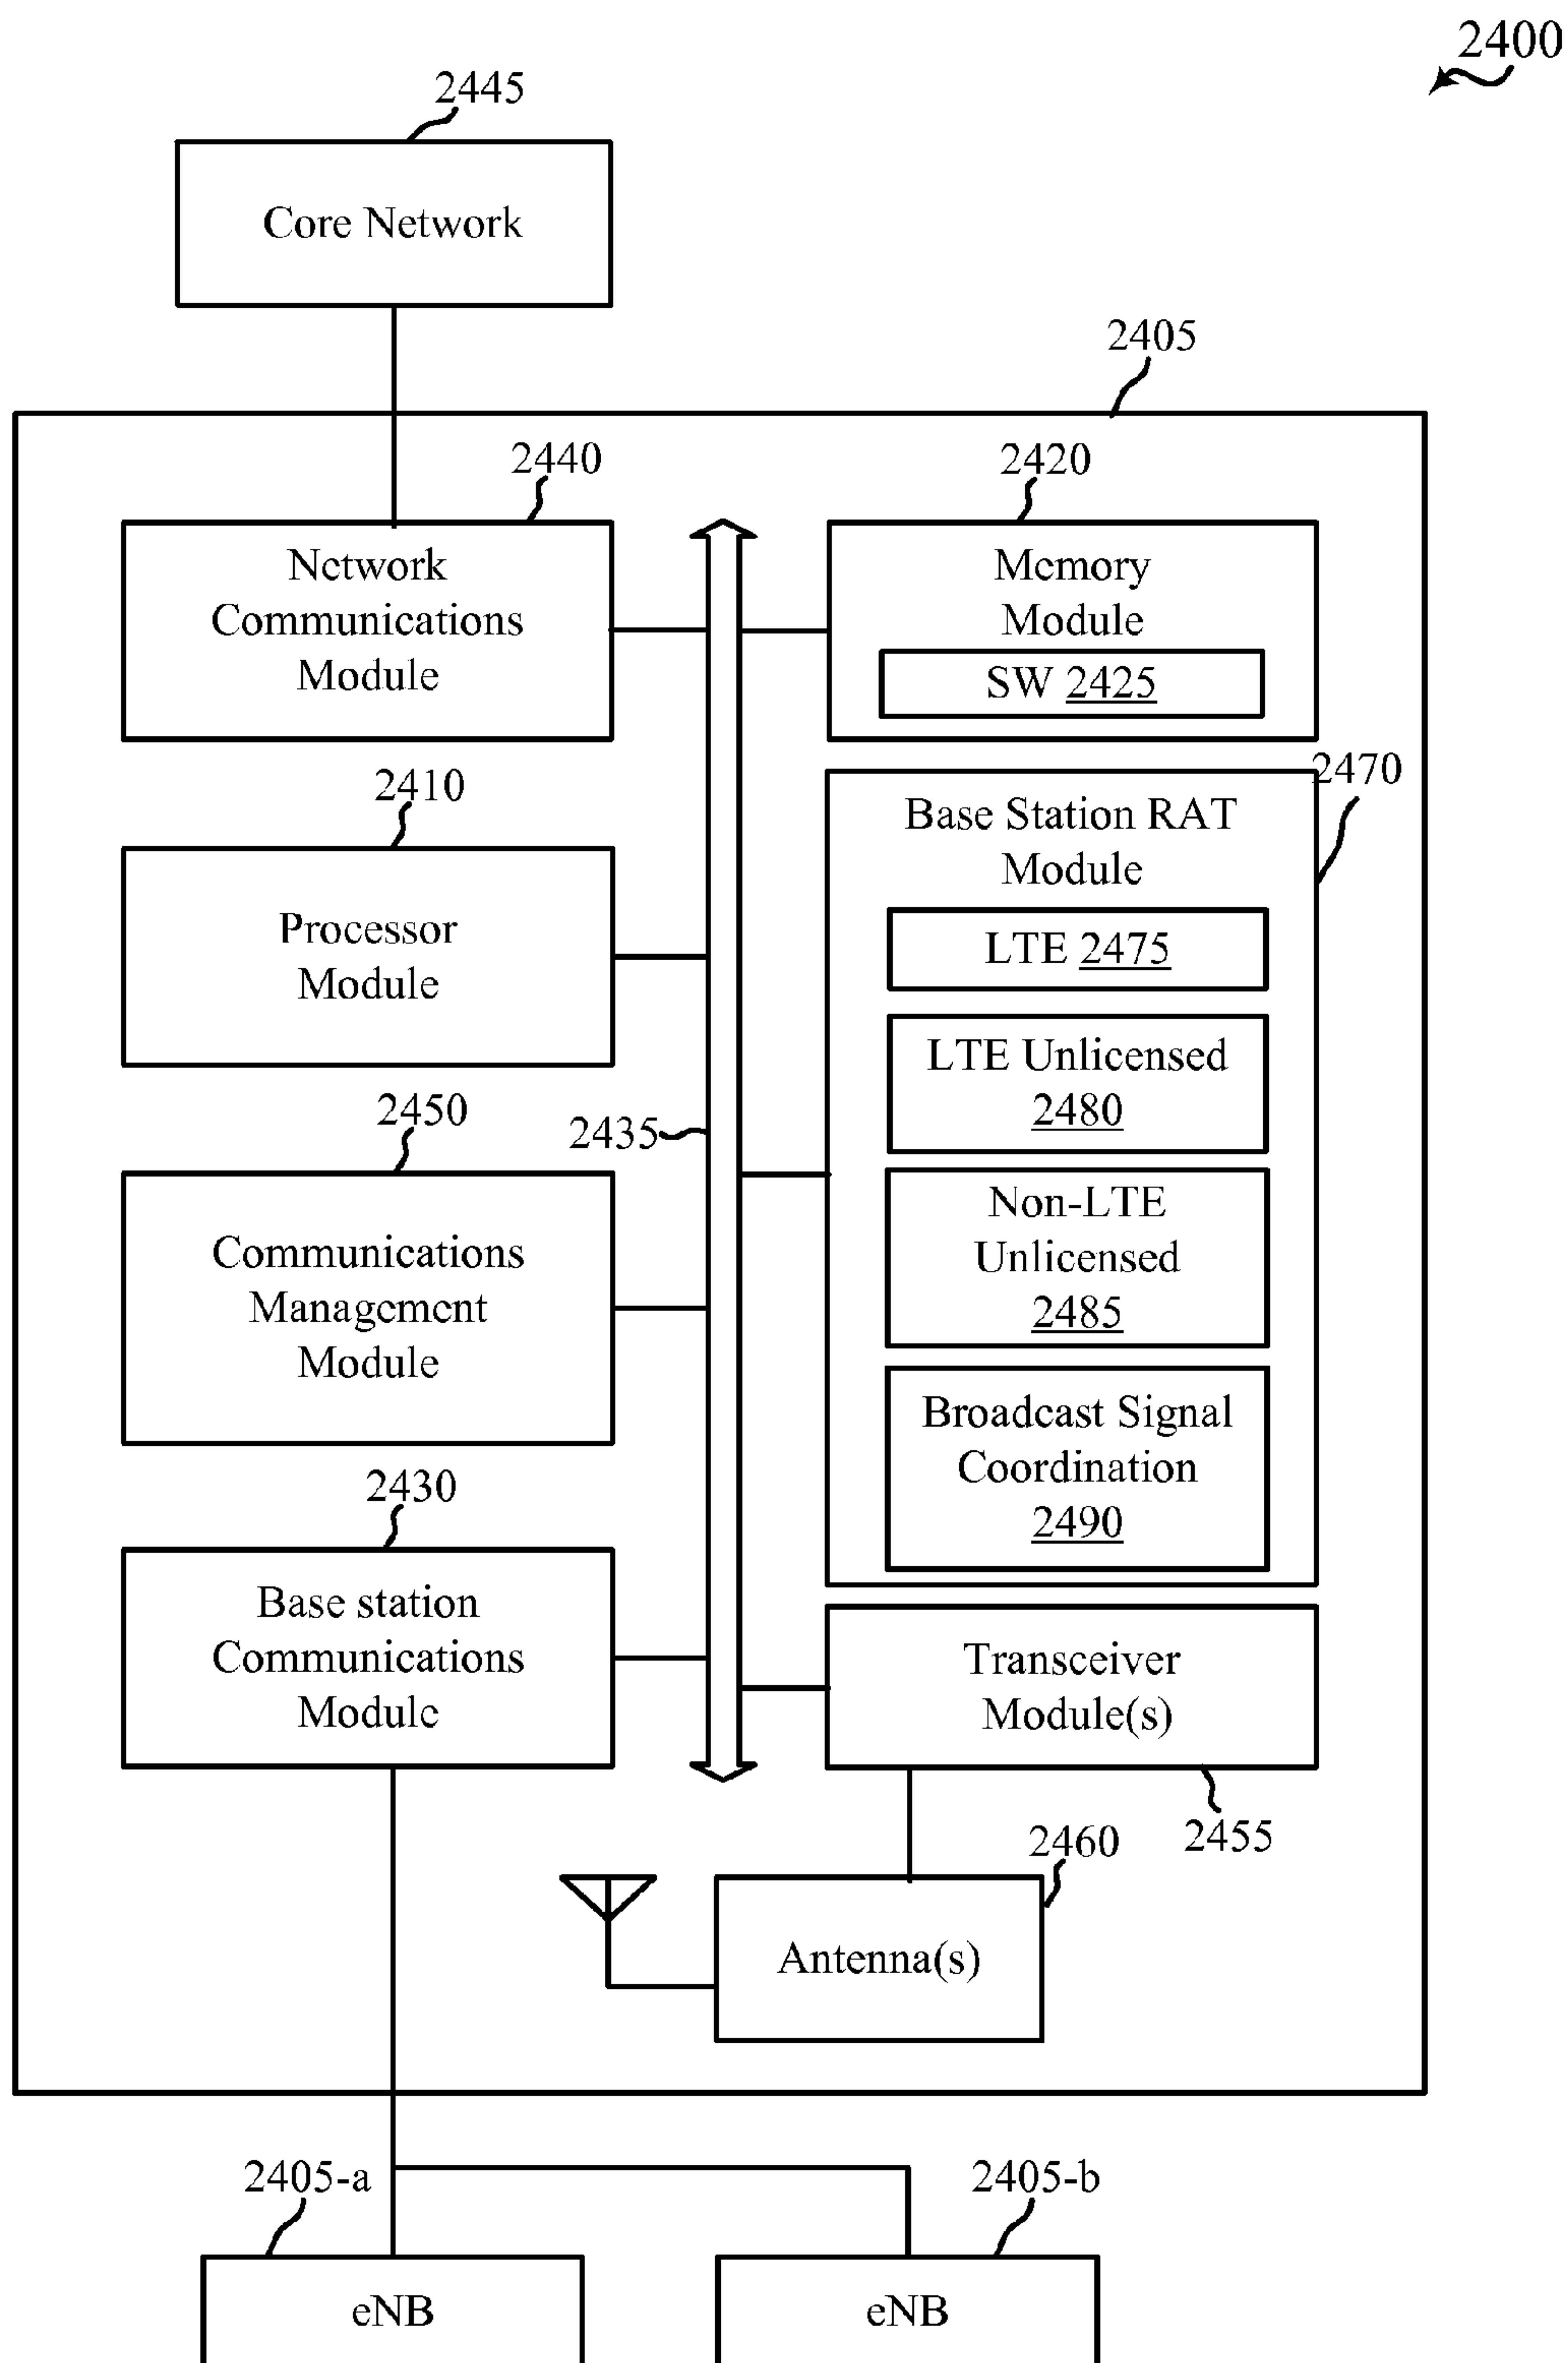 2400
2445
Core Network
2405
2440
2420
Network
Communications
Module
Memory
Module
SW 2425
2410
2470
Processor
Module
Base Station RAT
Module
LTE 2475
LTE Unlicensed
2480
2450
2435
Communications
Management
Module
Non-LTE
Unlicensed
2485
Broadcast Signal
Coordination
2490
2430
Base station
Communications
Module
Transceiver
Module(s)
2455
2460
Antenna(s)
2405-a
2405-b
eNB
eNB